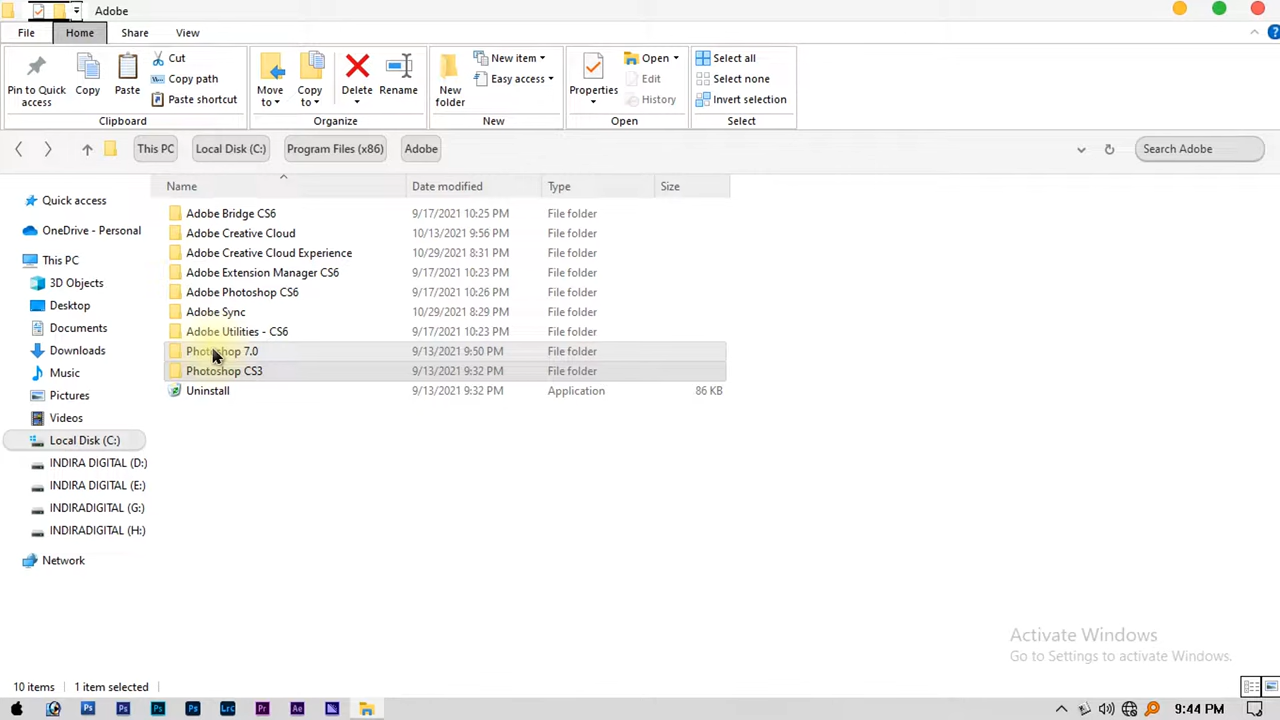 Adobe
File Home Share View
Pin to Quick access
Copy
Paste
Cut
Copy path
Paste shortcut
Clipboard
Move to
Copy to
Delete
Rename
Organize
New folder
New item
Easy access
New
Properties
Open
Edit
History
Open
Select all
Select none
Invert selection
Select
This PC Local Disk (C:) Program Files (x86) Adobe Search Adobe
Name Date modified Type Size
Quick access
OneDrive - Personal
This PC
3D Objects
Desktop
Documents
Downloads
Music
Pictures
Videos
Local Disk (C:)
INDIRA DIGITAL (D:)
INDIRA DIGITAL (E:)
INDIRADIGITAL (G:)
INDIRADIGITAL (H:)
Network
Adobe Bridge CS6 9/17/2021 10:25 PM File folder
Adobe Creative Cloud 10/13/2021 9:56 PM File folder
Adobe Creative Cloud Experience 10/29/2021 8:31 PM File folder
Adobe Extension Manager CS6 9/17/2021 10:23 PM File folder
Adobe Photoshop CS6 9/17/2021 10:26 PM File folder
Adobe Sync 10/29/2021 8:29 PM File folder
Adobe Utilities - CS6 9/17/2021 10:23 PM File folder
Photoshop 7.0 9/13/2021 9:50 PM File folder
Photoshop CS3 9/13/2021 9:32 PM File folder
Uninstall 9/13/2021 9:32 PM Application 86 KB
Activate Windows
Go to Settings to activate Windows.
10 items 1 item selected
Ps Ps Ps Ps Lrc Pr Ae 9:44 PM